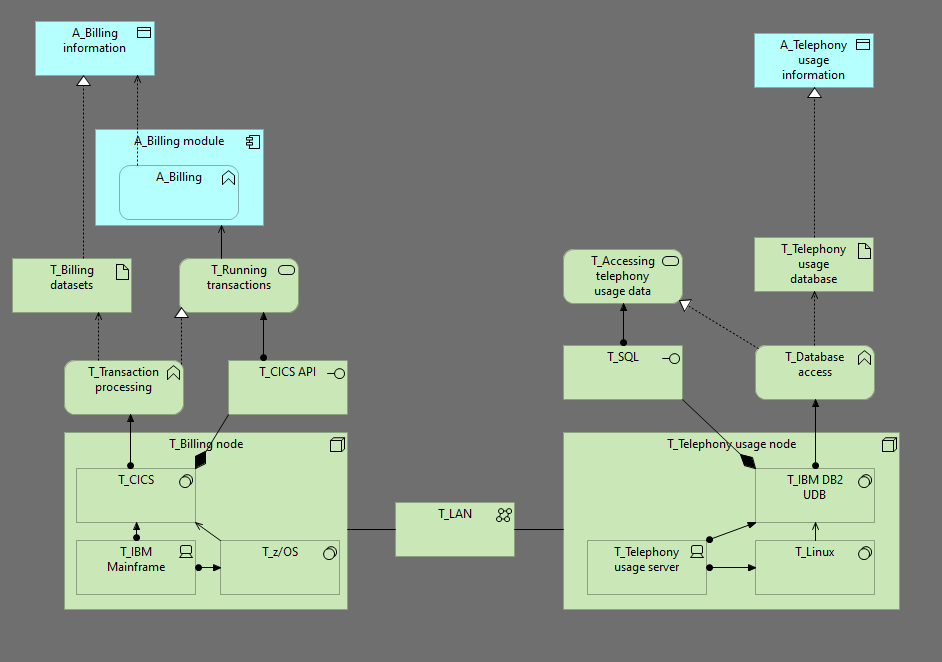 A_Billing
information
A_Telephony
usage
information
A_Billing module
A_Billing
T_Billing
datasets
T_Running
transactions
T_Accessing
telephony
usage data
T_Telephony
usage
database
T_Transaction
processing
T_CICS API
T_SQL
T_Database
access
T_Billing node
T_Telephony usage node
T_CICS
T_IBM DB2
UDB
T_LAN
T_IBM
Mainframe
T_z/OS
T_Telephony
usage server
T_Linux